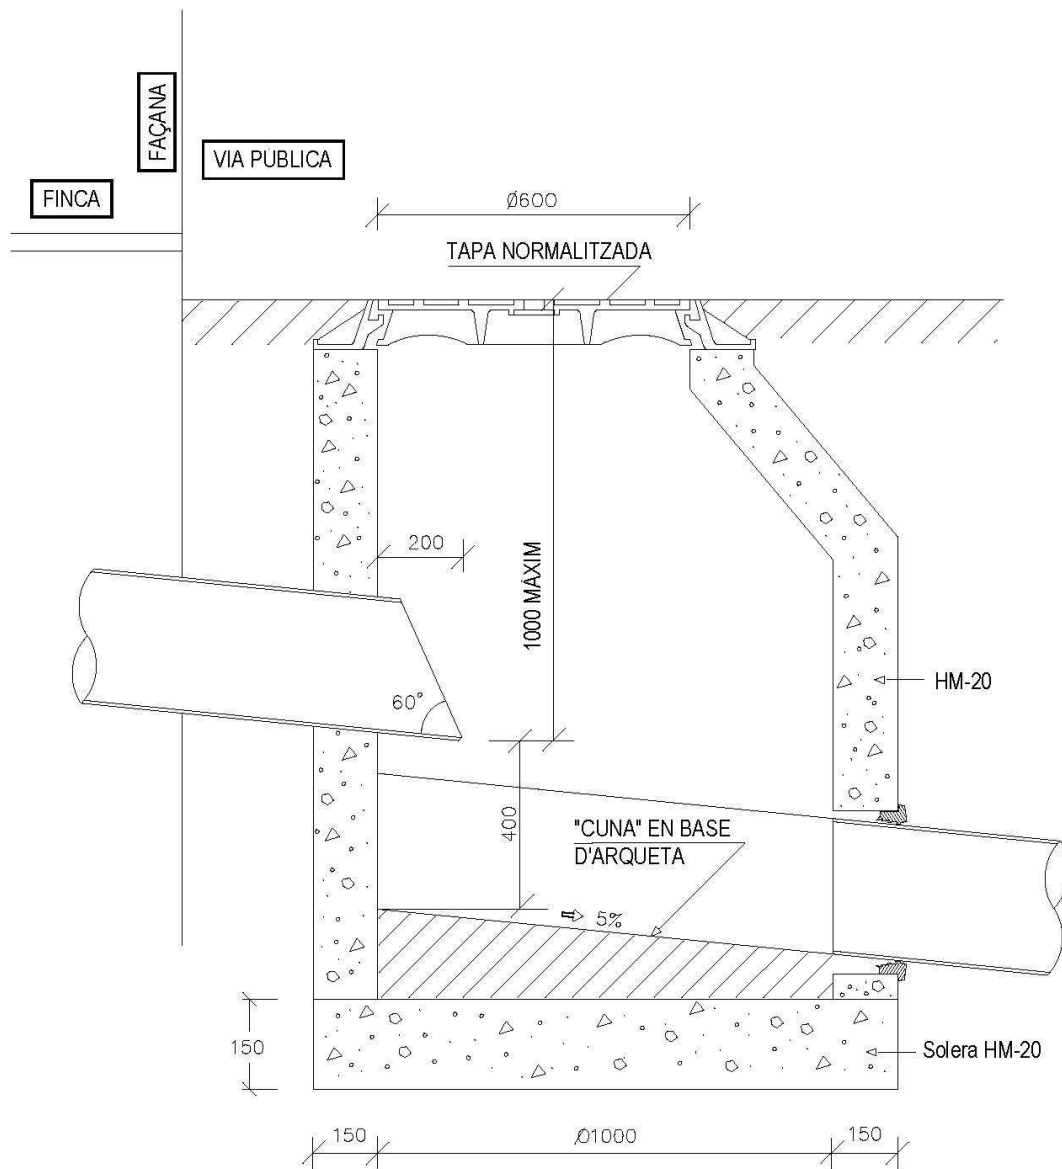 FAÇANA
VIA PÚBLICA
FINCA
Ø600
TAPA NORMALITZADA
200
1000 MÀXIM
60°
HM-20
400
"CUNA" EN BASE
D'ARQUETA
5%
150
Solera HM-20
150
Ø1000
150